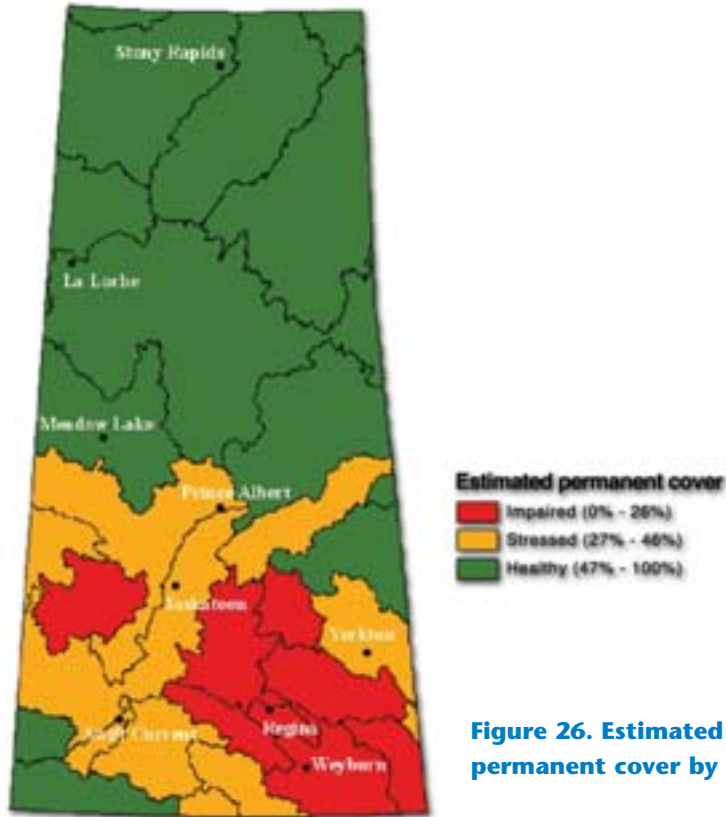 Stony Rapids
La Loche
Meadow Lake
Prince Albert
Saskatoon
Yorkton
Swift Current
Regina
Weyburn
Estimated permanent cover
Impaired (0% - 26%)
Stressed (27% - 46%)
Healthy (47% - 100%)
Figure 26. Estimated
permanent cover by